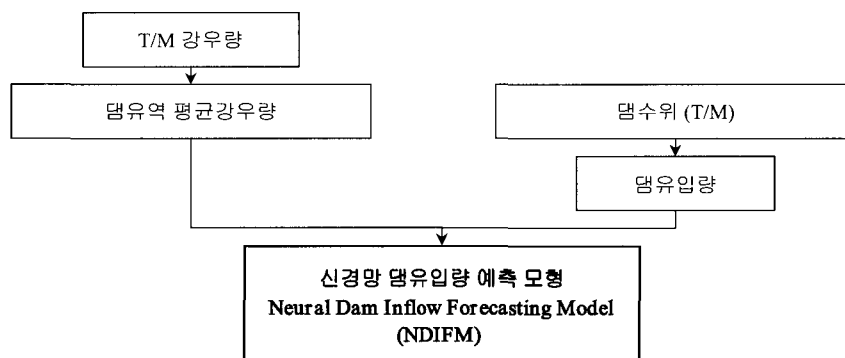 T/M 강우량
댐유역 평균강우량
댐수위 (T/M)
댐유입량
신경망 댐유입량 예측 모형
Neural Dam Inflow Forecasting Model
(NDIFM)